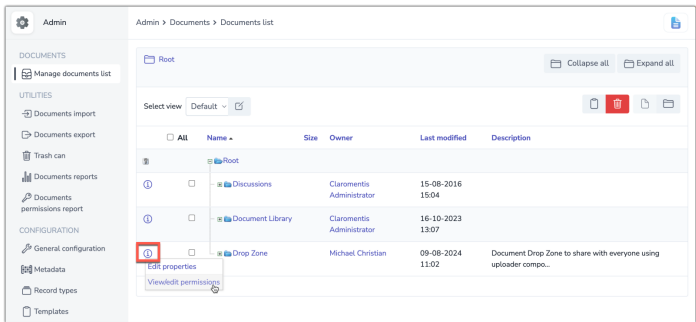 Admin
Admin > Documents > Documents list
DOCUMENTS
Manage documents list
UTILITIES
Documents import
Documents export
Trash can
Documents reports
Documents
permissions report
CONFIGURATION
General configuration
Metadata
Record types
Templates
Root
Collapse all
Expand all
Select view
Default
All
Name
Size
Owner
Last modified
Description
Root
Discussions
Claromentis
Administrator
15-08-2016
15:04
Document Library
Claromentis
Administrator
16-10-2023
13:07
Drop Zone
Michael Christian
09-08-2024
11:02
Document Drop Zone to share with everyone using
uploader compo...
Edit properties
View/edit permissions